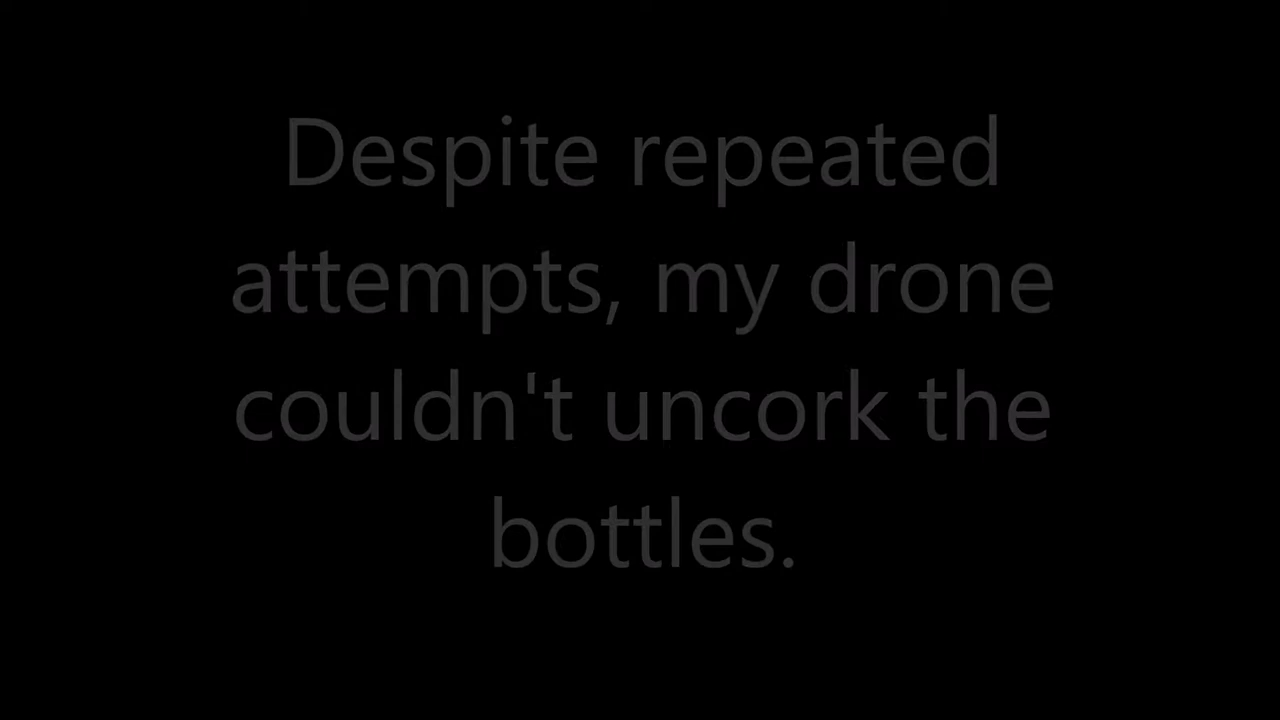 Despite repeated
attempts, my drone
couldn't uncork the
bottles.